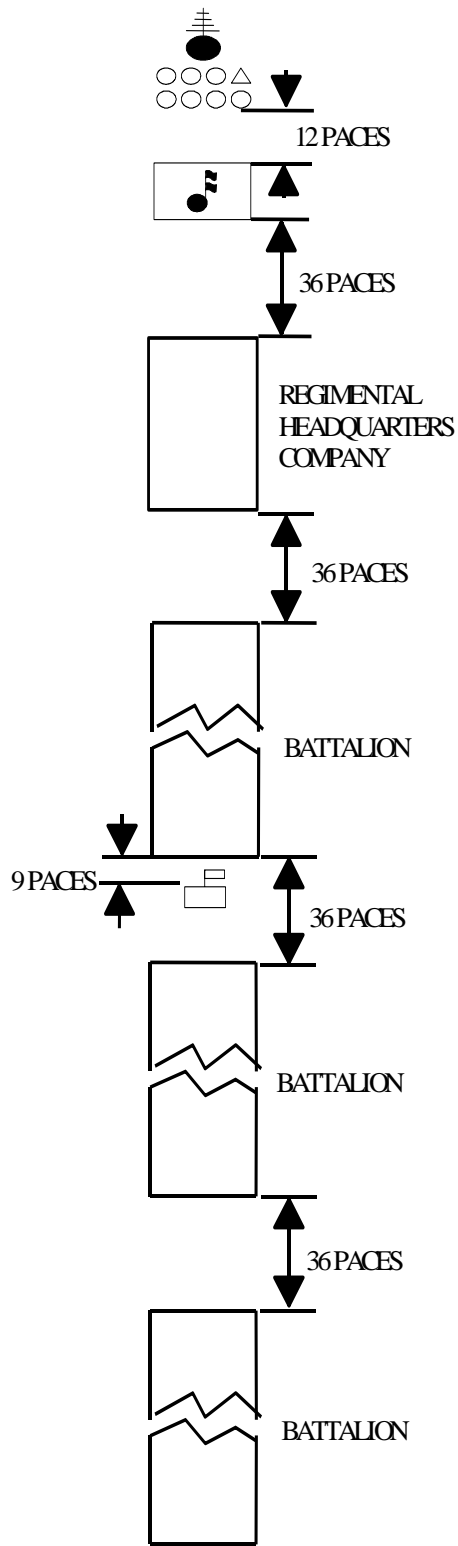 12 PACES
36 PACES
REGIMENTAL
HEADQUARTERS
COMPANY
36 PACES
BATTALION
9 PACES
36 PACES
BATTALION
36 PACES
BATTALION